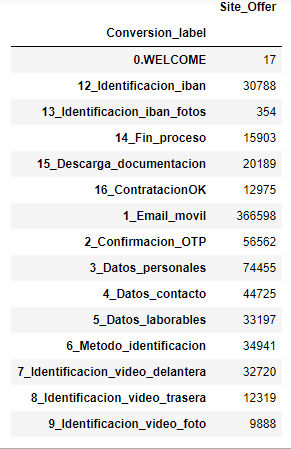 Site_Offer
Conversion_label
0.WELCOME 17
12_Identificacion_iban 30788
13_Identificacion_iban_fotos 354
14_Fin_proceso 15903
15_Descarga_documentacion 20189
16_ContratacionOK 12975
1_Email_movil 366598
2_Confirmacion_OTP 56562
3_Datos_personales 74455
4_Datos_contacto 44725
5_Datos_laborables 33197
6_Metodo_identificacion 34941
7_Identificacion_video_delantera 32720
8_Identificacion_video_trasera 12319
9_Identificacion_video_foto 9888